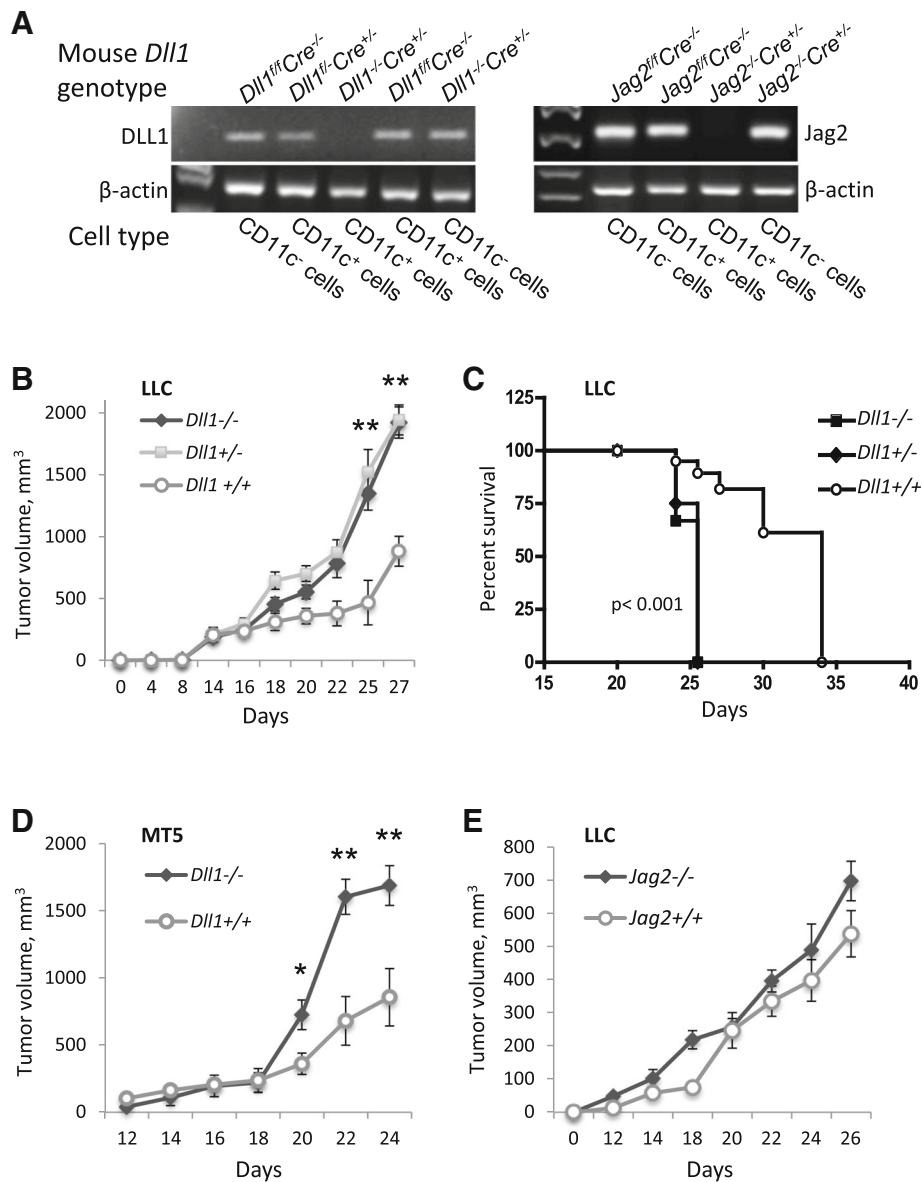 A
Mouse Dll1
genotype
Dll1f/fCre-/-
Dll1f/-Cre+/-
Dll1-/-Cre+/-
Dll1f/fCre-/-
Dll1-/-Cre+/-
Jag2f/fCre-/-
Jag2f/fCre-/-
Jag2-/-Cre+/-
Jag2-/-Cre+/-
DLL1
Jag2
β-actin
β-actin
Cell type
CD11c- cells
CD11c+ cells
CD11c+ cells
CD11c+ cells
CD11c- cells
CD11c- cells
CD11c+ cells
CD11c+ cells
CD11c- cells
B
LLC
Dll1-/-
Dll1+/-
Dll1 +/+
** **
Tumor volume, mm3
2000
1500
1000
500
0
0 4 8 14 16 18 20 22 25 27
Days
C
LLC
Dll1-/-
Dll1+/-
Dll1+/+
Percent survival
125
100
75
50
25
0
p< 0.001
15 20 25 30 35 40
Days
D
MT5
Dll1-/-
Dll1+/+
* ** **
Tumor volume, mm3
2000
1500
1000
500
0
12 14 16 18 20 22 24
Days
E
LLC
Jag2-/-
Jag2+/+
Tumor volume, mm3
800
700
600
500
400
300
200
100
0
0 12 14 18 20 22 24 26
Days